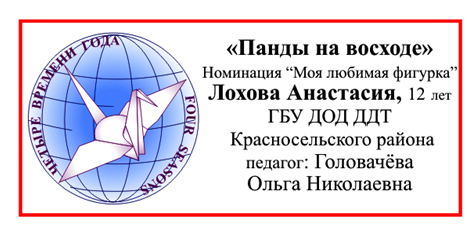 ЧЕТЫРЕ ВРЕМЕНИ ГОДА
FOUR SEASONS
«Панды на восходе»
Номинация “Моя любимая фигурка”
Лохова Анастасия, 12 лет
ГБУ ДОД ДДТ
Красносельского района
педагог: Головачёва
Ольга Николаевна